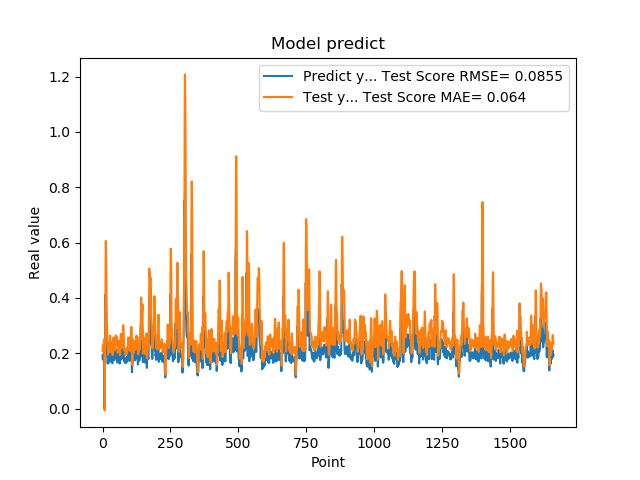 Model predict
Predict y... Test Score RMSE= 0.0855
Test y... Test Score MAE= 0.064
1.2
1.0
0.8
0.6
0.4
0.2
0.0
Real value
0 250 500 750 1000 1250 1500
Point